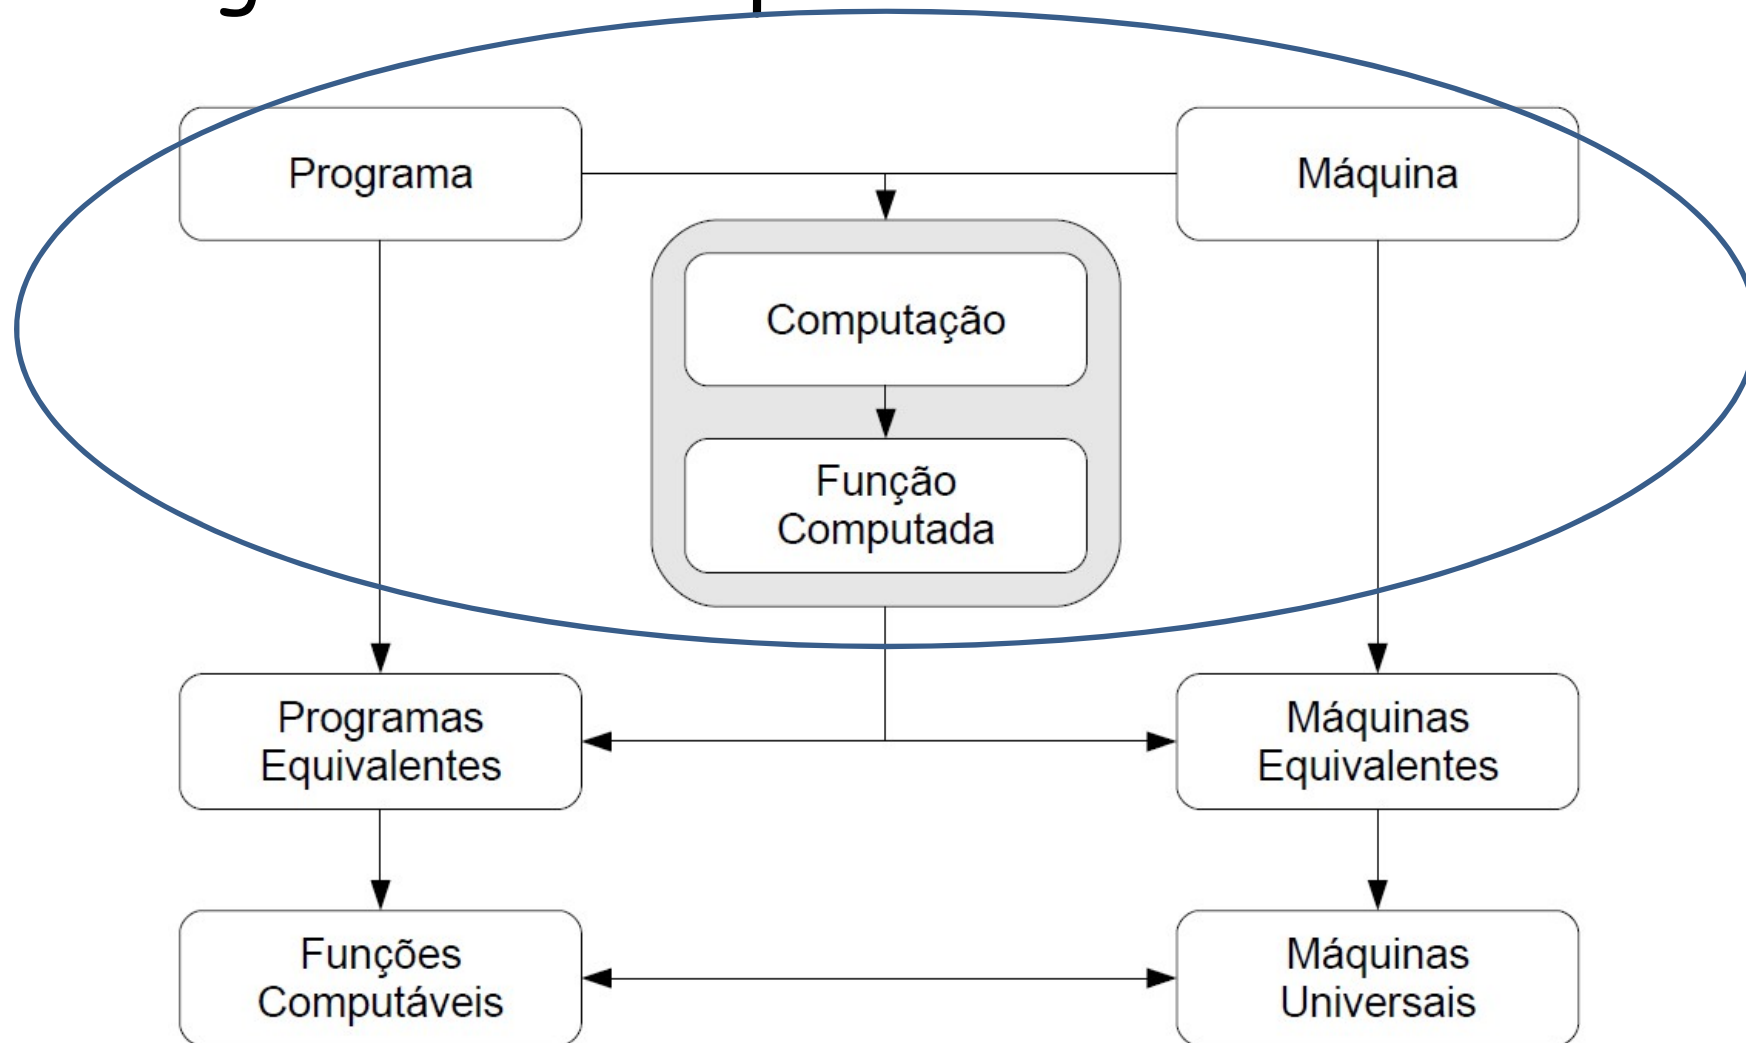 Programa
Máquina
Computação
Função
Computada
Programas
Equivalentes
Máquinas
Equivalentes
Funções
Computáveis
Máquinas
Universais